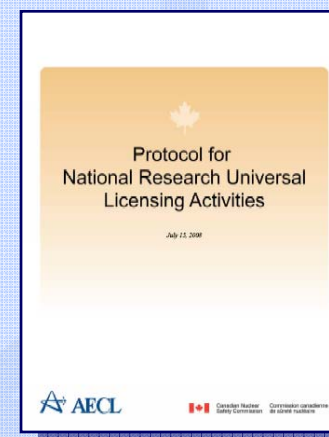 Protocol for
National Research Universal
Licensing Activities
July 15, 2008
AECL
Canadian Nuclear Commission canadienne
Safety Commission de sûreté nucléaire